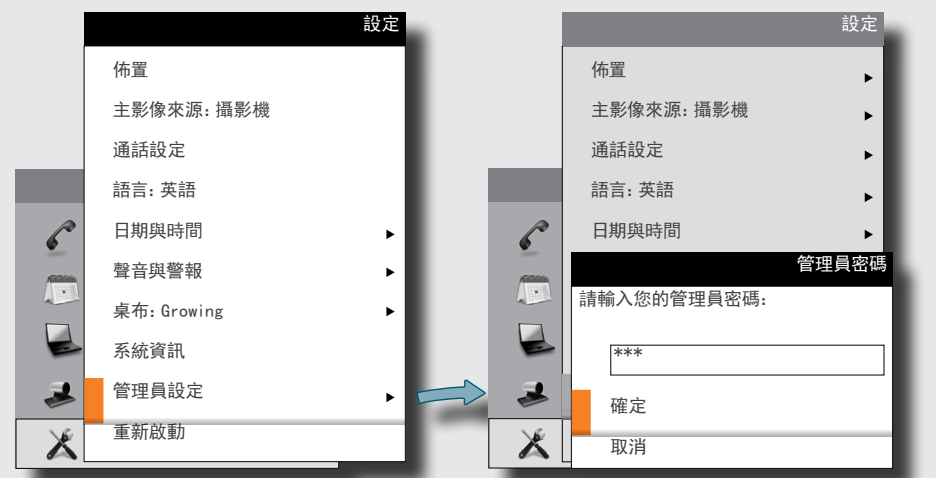 設定
佈置
主影像來源: 攝影機
通話設定
語言: 英語
日期與時間
聲音與警報
桌布: Growing
系統資訊
管理員設定
重新啟動
設定
佈置
主影像來源: 攝影機
通話設定
語言: 英語
日期與時間
管理員密碼
請輸入您的管理員密碼:
***
確定
取消